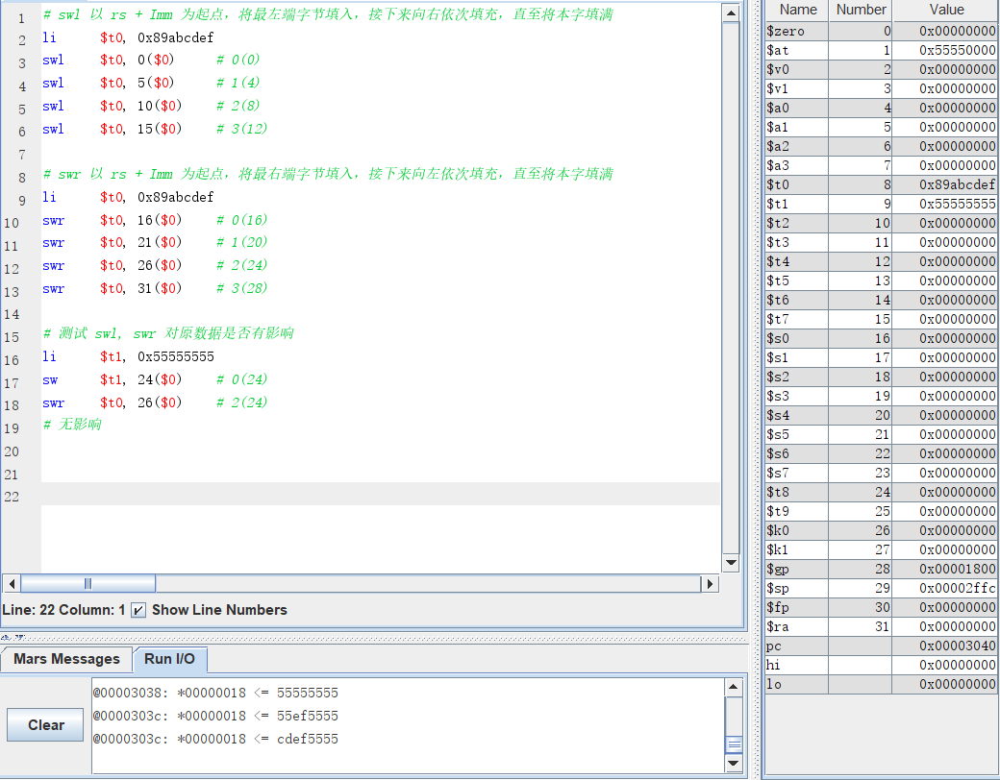 1 # swl 以 rs + Imm 为起点，将最左端字节填入，接下来向右依次填充，直至将本字填满
2 li $t0, 0x89abcdef
3 swl $t0, 0($0) # 0(0)
4 swl $t0, 5($0) # 1(4)
5 swl $t0, 10($0) # 2(8)
6 swl $t0, 15($0) # 3(12)
7
8 # swr 以 rs + Imm 为起点，将最右端字节填入，接下来向左依次填充，直至将本字填满
9 li $t0, 0x89abcdef
10 swr $t0, 16($0) # 0(16)
11 swr $t0, 21($0) # 1(20)
12 swr $t0, 26($0) # 2(24)
13 swr $t0, 31($0) # 3(28)
14
15 # 测试 swl, swr 对原数据是否有影响
16 li $t1, 0x55555555
17 sw $t1, 24($0) # 0(24)
18 swr $t0, 26($0) # 2(24)
19 # 无影响
20
21
22
Line: 22 Column: 1 Show Line Numbers
Mars Messages Run I/O
Clear
@00003038: *00000018 <= 55555555
@0000303c: *00000018 <= 55ef5555
@0000303c: *00000018 <= cdef5555
Name Number Value
$zero 0 0x00000000
$at 1 0x55550000
$v0 2 0x00000000
$v1 3 0x00000000
$a0 4 0x00000000
$a1 5 0x00000000
$a2 6 0x00000000
$a3 7 0x00000000
$t0 8 0x89abcdef
$t1 9 0x55555555
$t2 10 0x00000000
$t3 11 0x00000000
$t4 12 0x00000000
$t5 13 0x00000000
$t6 14 0x00000000
$t7 15 0x00000000
$s0 16 0x00000000
$s1 17 0x00000000
$s2 18 0x00000000
$s3 19 0x00000000
$s4 20 0x00000000
$s5 21 0x00000000
$s6 22 0x00000000
$s7 23 0x00000000
$t8 24 0x00000000
$t9 25 0x00000000
$k0 26 0x00000000
$k1 27 0x00000000
$gp 28 0x00001800
$sp 29 0x00002ffc
$fp 30 0x00000000
$ra 31 0x00000000
pc 0x00003040
hi 0x00000000
lo 0x00000000